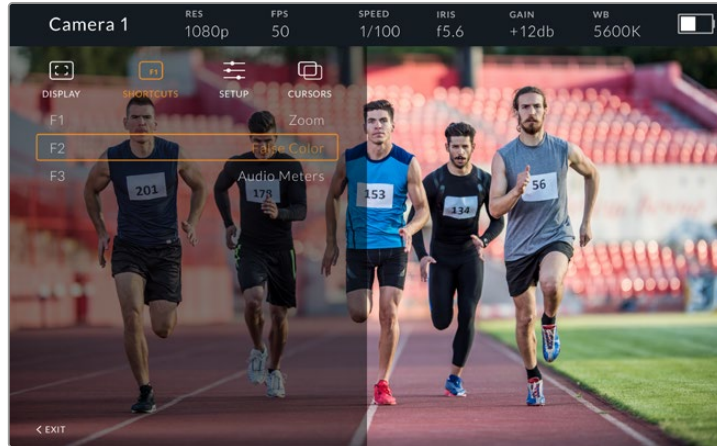 Camera 1
RES
1080p
FPS
50
SPEED
1/100
IRIS
f5.6
GAIN
+12db
WB
5600K
F1
DISPLAY
SHORTCUTS
SETUP
CURSORS
F1 Zoom
F2 False Color
F3 Audio Meters
201
178
153
134
56
< EXIT